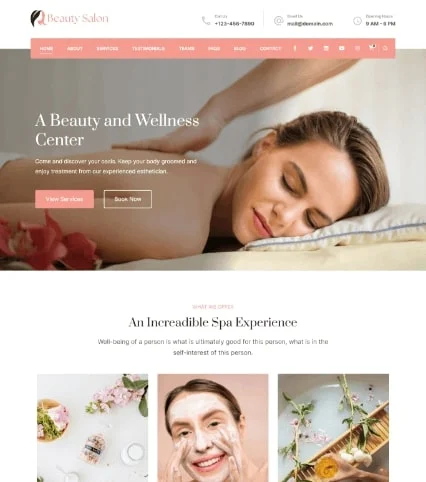 Beauty Salon
Call Us
+123-456-7890
Email Us
mail@domain.com
Opening Hours
9 AM - 5 PM
HOME ABOUT SERVICES TESTIMONIALS TEAMS PAGES BLOG CONTACT
A Beauty and Wellness
Center
Come and discover your oasis. Keep your body groomed and
enjoy treatment from our experienced esthetician.
View Services
Book Now
WHAT WE OFFER
An Increadible Spa Experience
Well-being of a person is what is ultimately good for this person, what is in the
self-interest of this person.